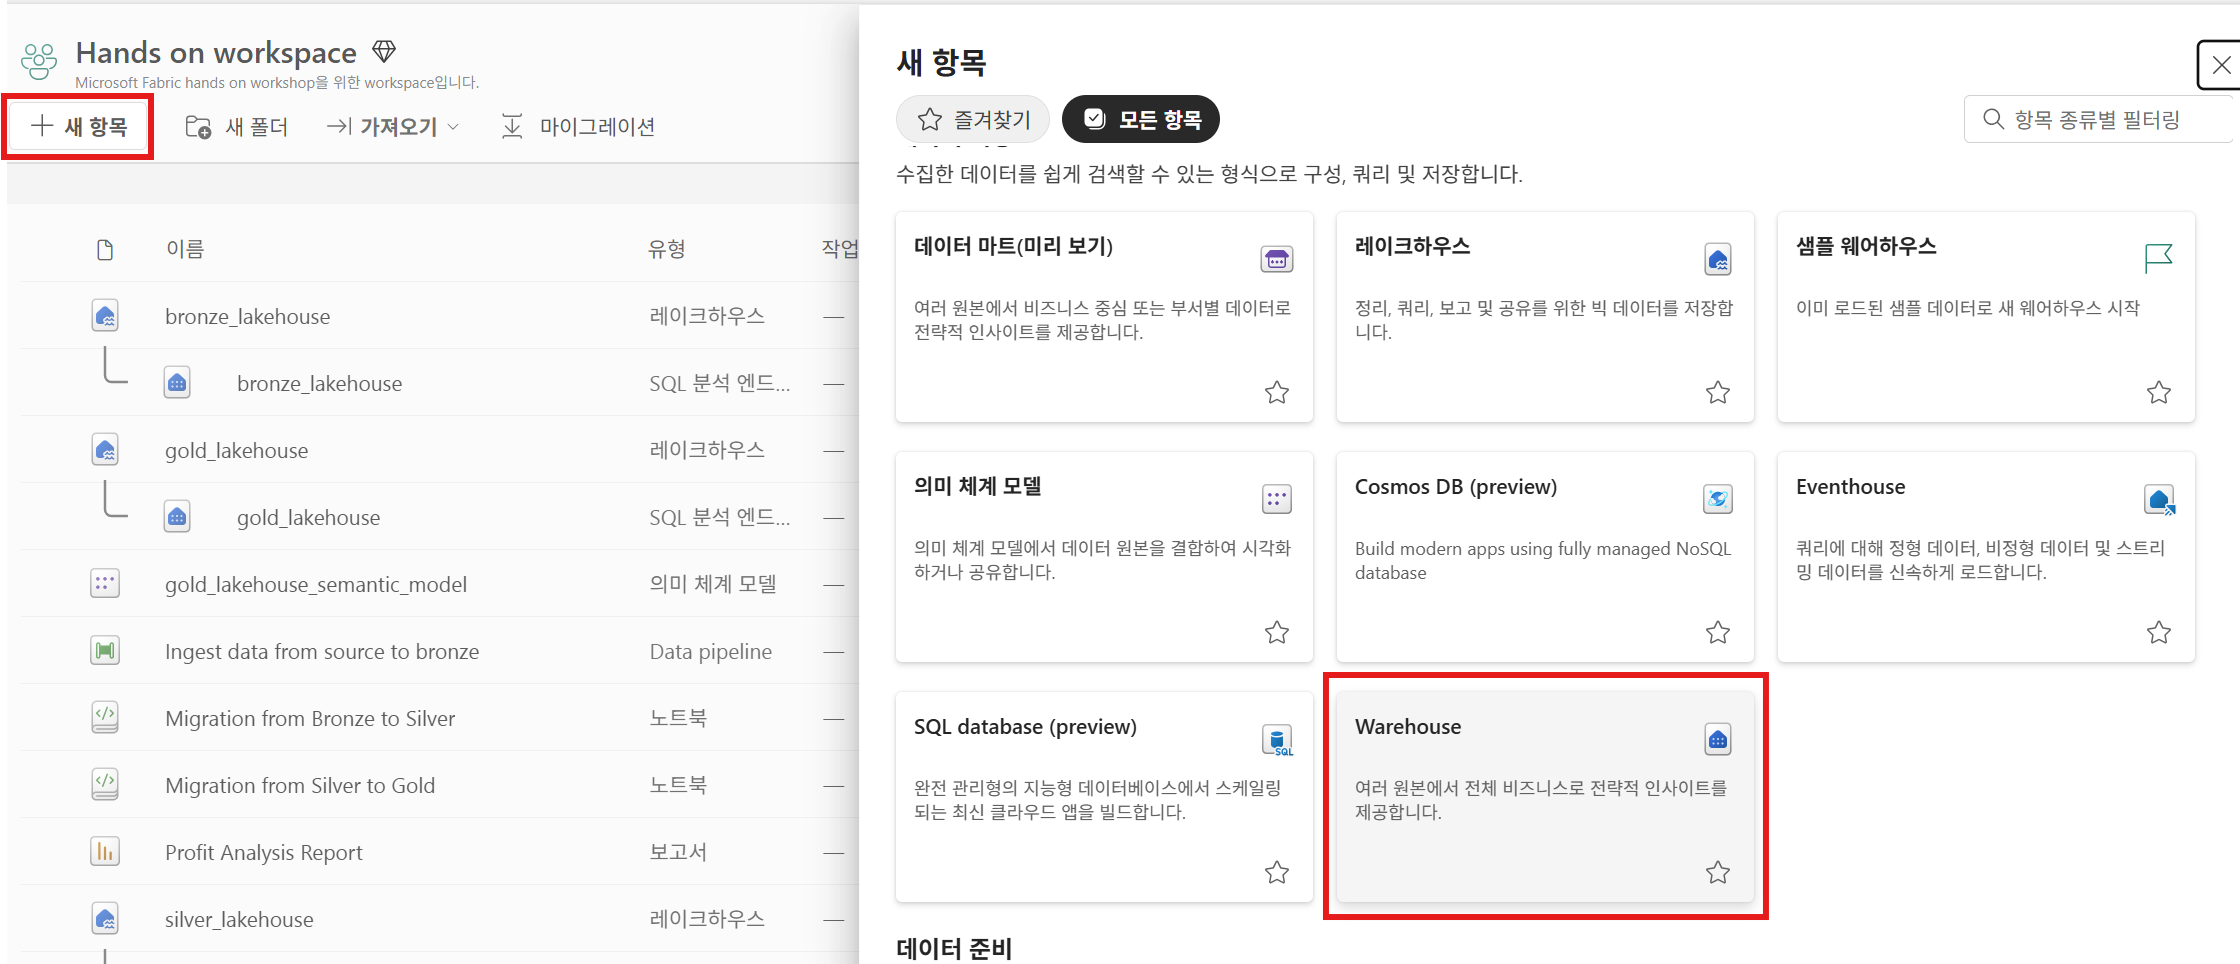 Hands on workspace
Microsoft Fabric hands on workshop을 위한 workspace입니다.
새 항목
새 폴더
가져오기
마이그레이션
이름
유형
작업
bronze_lakehouse
레이크하우스
—
bronze_lakehouse
SQL 분석 엔드...
—
gold_lakehouse
레이크하우스
—
gold_lakehouse
SQL 분석 엔드...
—
gold_lakehouse_semantic_model
의미 체계 모델
—
Ingest data from source to bronze
Data pipeline
—
Migration from Bronze to Silver
노트북
—
Migration from Silver to Gold
노트북
—
Profit Analysis Report
보고서
—
silver_lakehouse
레이크하우스
—
새 항목
즐겨찾기
모든 항목
항목 종류별 필터링
수집한 데이터를 쉽게 검색할 수 있는 형식으로 구성, 쿼리 및 저장합니다.
데이터 마트(미리 보기)
여러 원본에서 비즈니스 중심 또는 부서별 데이터로
전략적 인사이트를 제공합니다.
레이크하우스
정리, 쿼리, 보고 및 공유를 위한 빅 데이터를 저장합
니다.
샘플 웨어하우스
이미 로드된 샘플 데이터로 새 웨어하우스 시작
의미 체계 모델
의미 체계 모델에서 데이터 원본을 결합하여 시각화
하거나 공유합니다.
Cosmos DB (preview)
Build modern apps using fully managed NoSQL
database
Eventhouse
쿼리에 대해 정형 데이터, 비정형 데이터 및 스트리
밍 데이터를 신속하게 로드합니다.
SQL database (preview)
SQL
완전 관리형의 지능형 데이터베이스에서 스케일링
되는 최신 클라우드 앱을 빌드합니다.
Warehouse
여러 원본에서 전체 비즈니스로 전략적 인사이트를
제공합니다.
데이터 준비